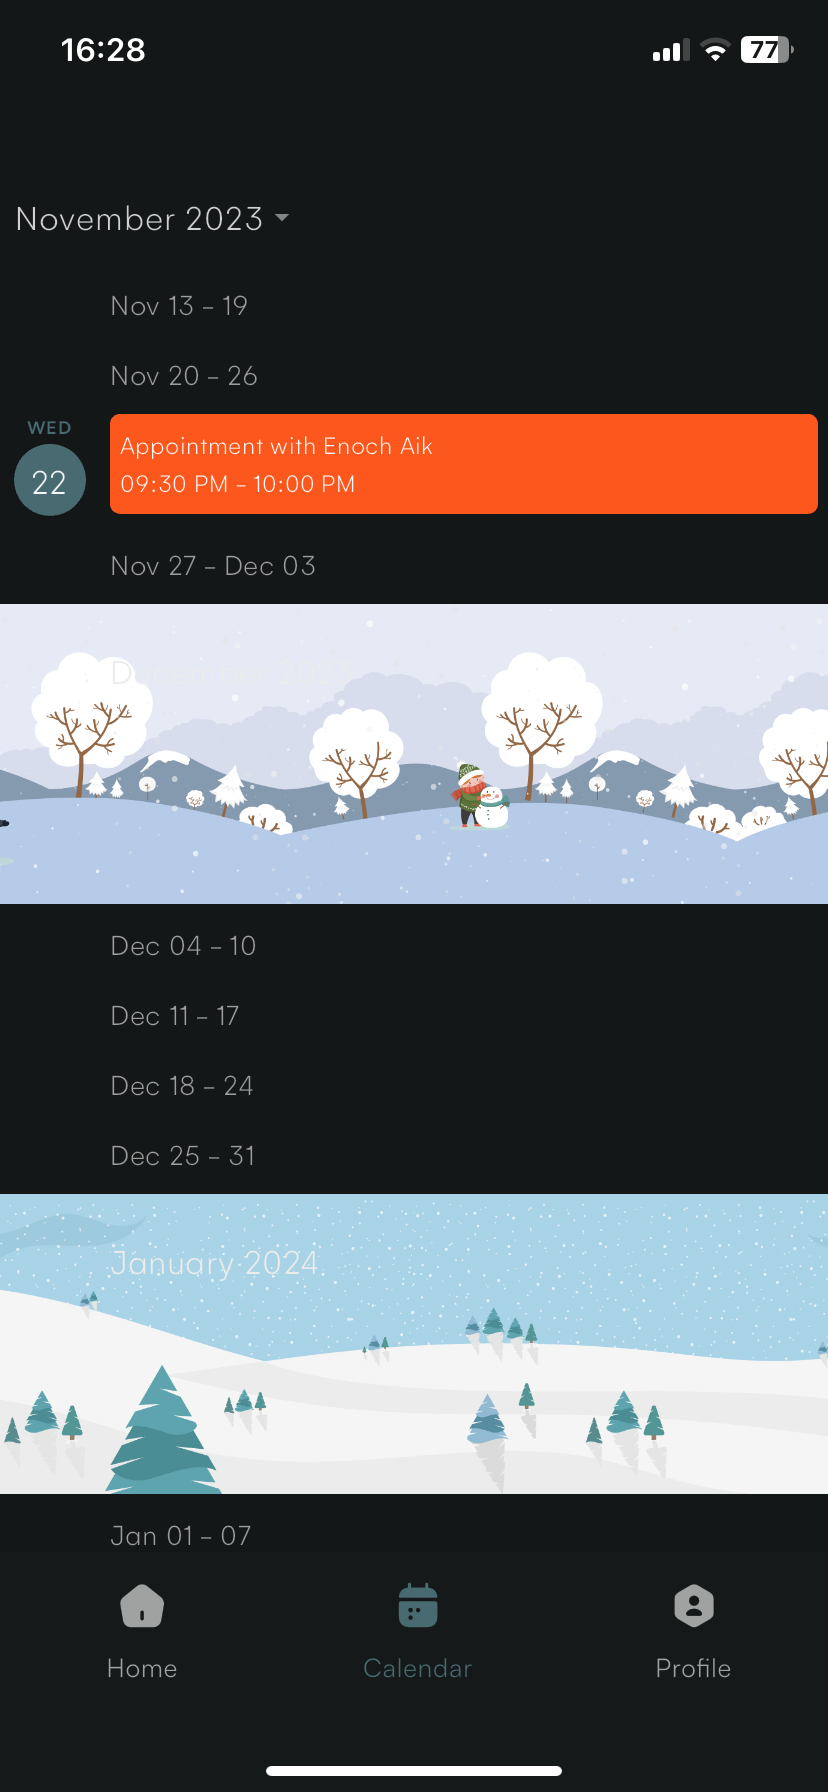 16:28
77
November 2023
Nov 13 – 19
Nov 20 – 26
WED
22
Appointment with Enoch Aik
09:30 PM – 10:00 PM
Nov 27 – Dec 03
December 2023
Dec 04 – 10
Dec 11 – 17
Dec 18 – 24
Dec 25 – 31
January 2024
Jan 01 – 07
Home
Calendar
Profile